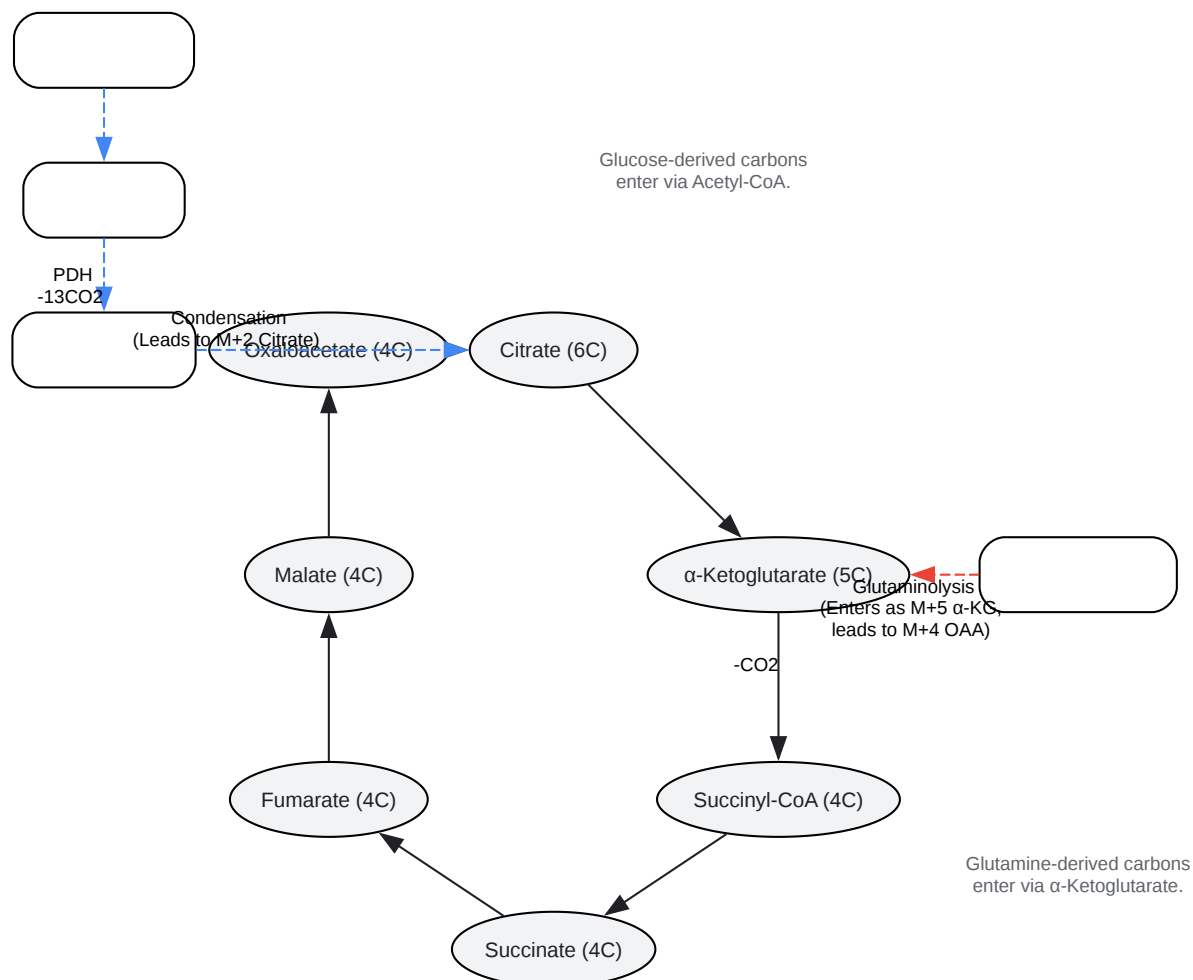 Glucose-derived carbons
enter via Acetyl-CoA.
PDH
-13CO2
Condensation
(Leads to M+2 Citrate)
Oxaloacetate (4C)
Citrate (6C)
Malate (4C)
α-Ketoglutarate (5C)
Glutaminolysis
(Enters as M+5 α-KG,
leads to M+4 OAA)
-CO2
Fumarate (4C)
Succinyl-CoA (4C)
Glutamine-derived carbons
enter via α-Ketoglutarate.
Succinate (4C)